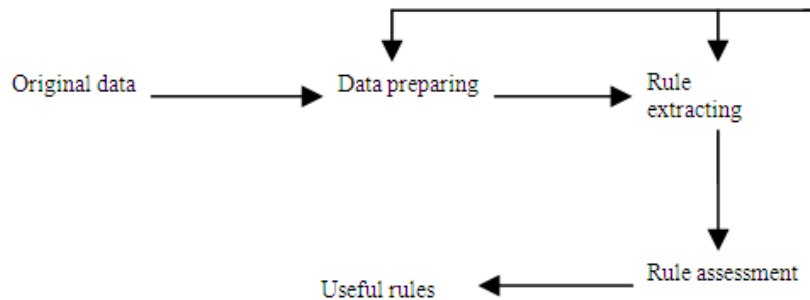 Original data
Data preparing
Rule
extracting
Rule assessment
Useful rules